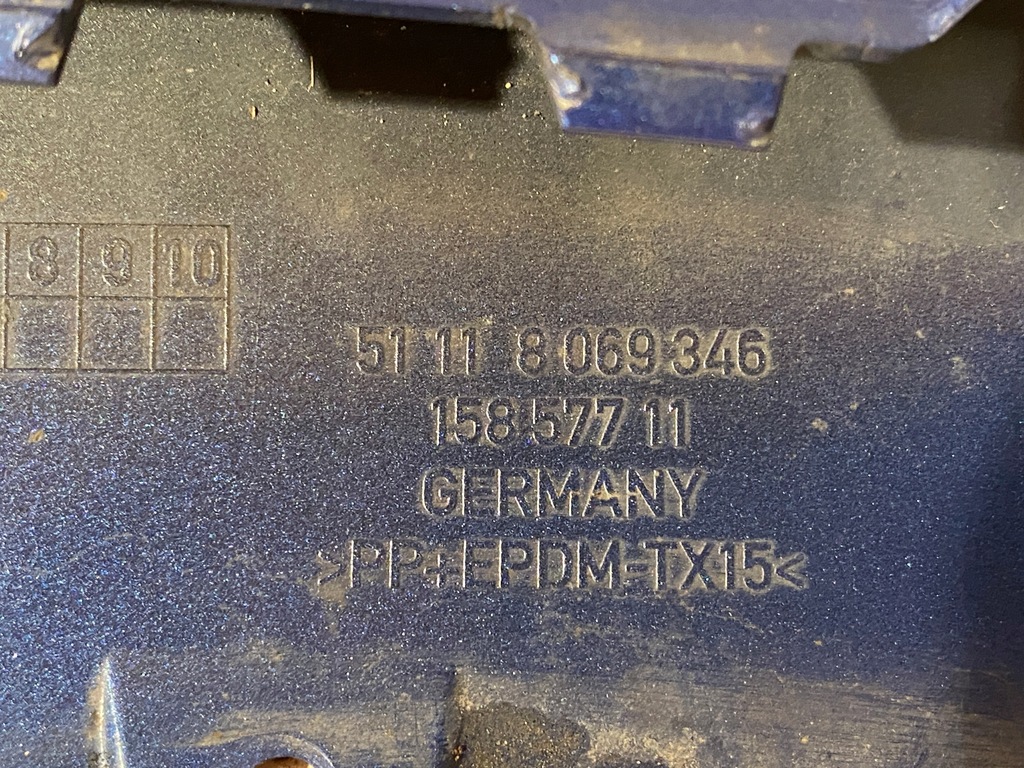 8 9 10
51 11 8 069 346
158 577 11
GERMANY
>PP+EPDM-TX15<